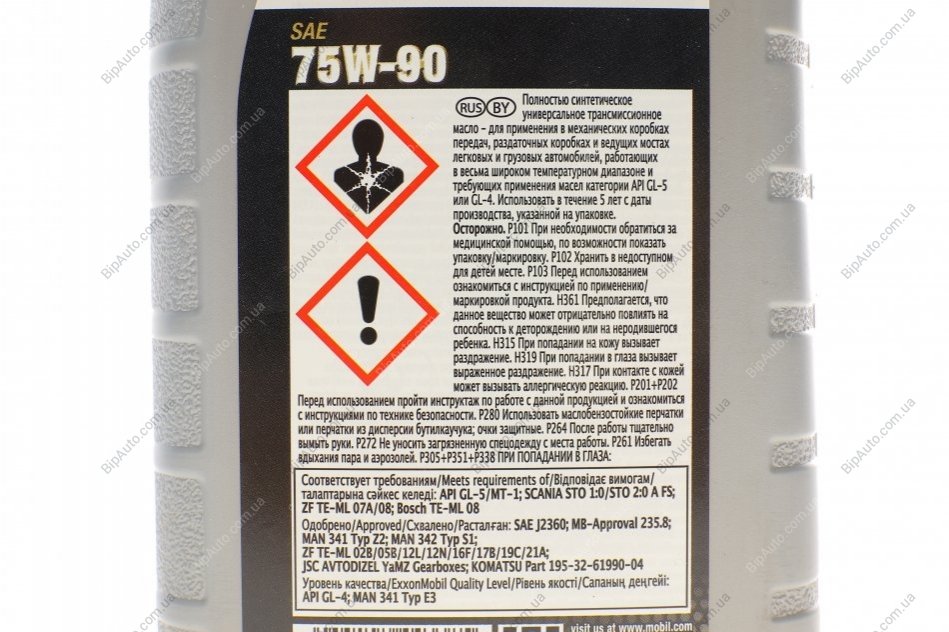 SAE
75W-90
RUS BY Полностью синтетическое
универсальное трансмиссионное
масло – для применения в механических коробках
передач, раздаточных коробках и ведущих мостах
легковых и грузовых автомобилей, работающих
в весьма широком температурном диапазоне и
требующих применения масел категории API GL-5
или GL-4. Использовать в течение 5 лет с даты
производства, указанной на упаковке.
Осторожно. P101 При необходимости обратиться за
медицинской помощью, по возможности показать
упаковку/маркировку. P102 Хранить в недоступном
для детей месте. P103 Перед использованием
ознакомиться с инструкцией по применению/
маркировкой продукта. H361 Предполагается, что
данное вещество может отрицательно повлиять на
способность к деторождению или на неродившегося
ребенка. H315 При попадании на кожу вызывает
раздражение. H319 При попадании в глаза вызывает
выраженное раздражение. H317 При контакте с кожей
может вызывать аллергическую реакцию. P201+P202
Перед использованием пройти инструктаж по работе с данной продукцией и ознакомиться
с инструкциями по технике безопасности. P280 Использовать маслобензостойкие перчатки
или перчатки из дисперсии бутилкаучука; очки защитные. P264 После работы тщательно
вымыть руки. P272 Не уносить загрязненную спецодежду с места работы. P261 Избегать
вдыхания пара и аэрозолей. P305+P351+P338 ПРИ ПОПАДАНИИ В ГЛАЗА:
Соответствует требованиям/Meets requirements of/Відповідає вимогам/
талаптарына сәйкес келеді: API GL-5/MT-1; SCANIA STO 1:0/STO 2:0 A FS;
ZF TE-ML 07A/08; Bosch TE-ML 08
Одобрено/Approved/Схвалено/Расталған: SAE J2360; MB-Approval 235.8;
MAN 341 Typ Z2; MAN 342 Typ S1;
ZF TE-ML 02B/05B/12L/12N/16F/17B/19C/21A;
JSC AVTODIZEL YaMZ Gearboxes; KOMATSU Part 195-32-61990-04
Уровень качества/ExxonMobil Quality Level/Рівень якості/Сапаның деңгейі:
API GL-4; MAN 341 Typ E3
visit us at www.mobil.com
BipAuto.com.ua